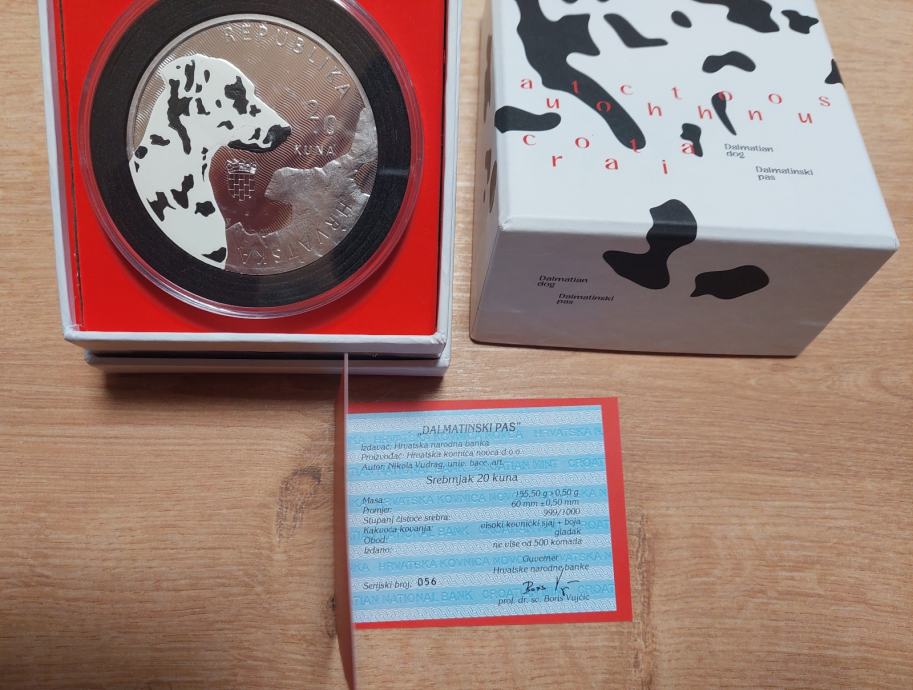 REPUBLIKA
20
KUNA
HRVATSKA
autochthonous
croatia
Dalmatian
dog
Dalmatinski
pas
Dalmatian
dog
Dalmatinski
pas
„DALMATINSKI PAS”
Izdavač: Hrvatska narodna banka
Proizvođač: Hrvatska kovnica novca d.o.o.
Autor: Nikola Vudrag, univ. bacc. art.
Srebrnjak 20 kuna
Masa: 155,50 g ± 0,50 g
Promjer: 60 mm ± 0,50 mm
Stupanj čistoće srebra: 999/1000
Kakvoća kovanja: visoki kovnički sjaj + boja
Obod: gladak
Izdano: ne više od 500 komada
Guverner
Hrvatske narodne banke
Serijski broj: 056
prof. dr. sc. Boris Vujčić